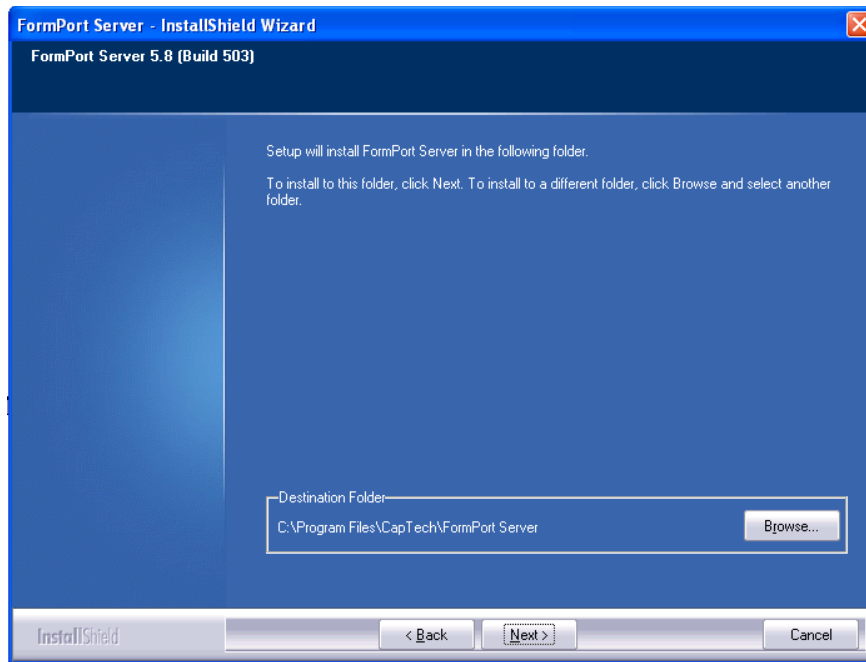 FormPort Server - InstallShield Wizard
FormPort Server 5.8 (Build 503)
Setup will install FormPort Server in the following folder.
To install to this folder, click Next. To install to a different folder, click Browse and select another
folder.
Destination Folder
C:\Program Files\CapTech\FormPort Server
Browse...
InstallShield
< Back
Next >
Cancel